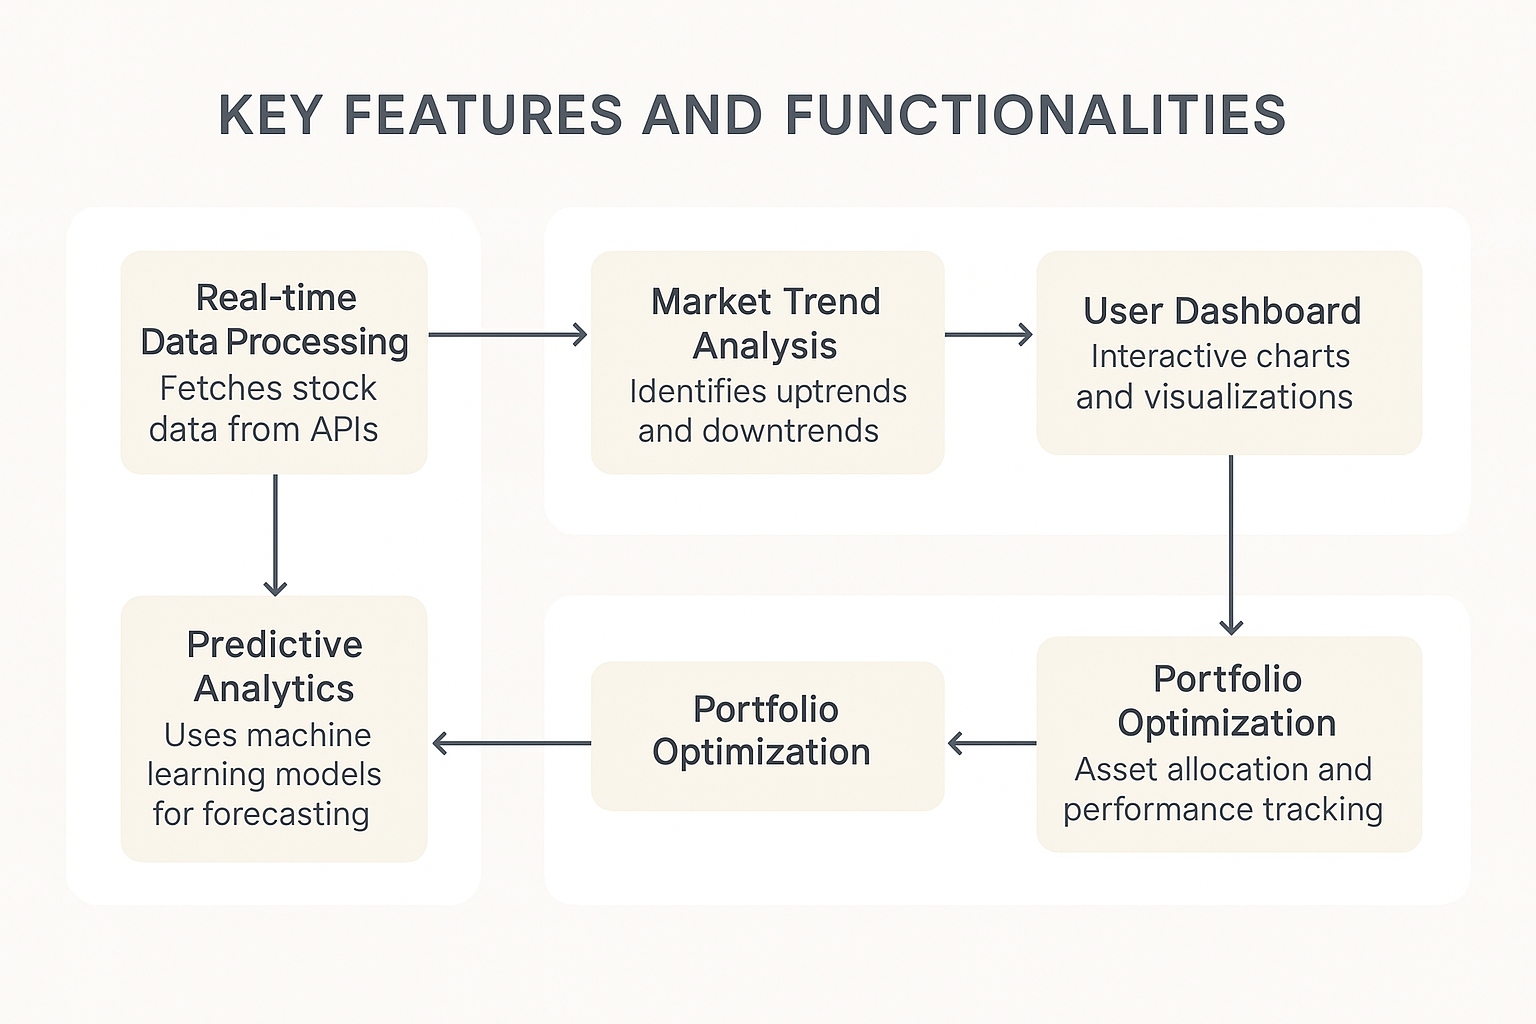 KEY FEATURES AND FUNCTIONALITIES
Real-time
Data Processing
Fetches stock
data from APIs
Market Trend
Analysis
Identifies uptrends
and downtrends
User Dashboard
Interactive charts
and visualizations
Predictive
Analytics
Uses machine
learning models
for forecasting
Portfolio
Optimization
Portfolio
Optimization
Asset allocation and
performance tracking